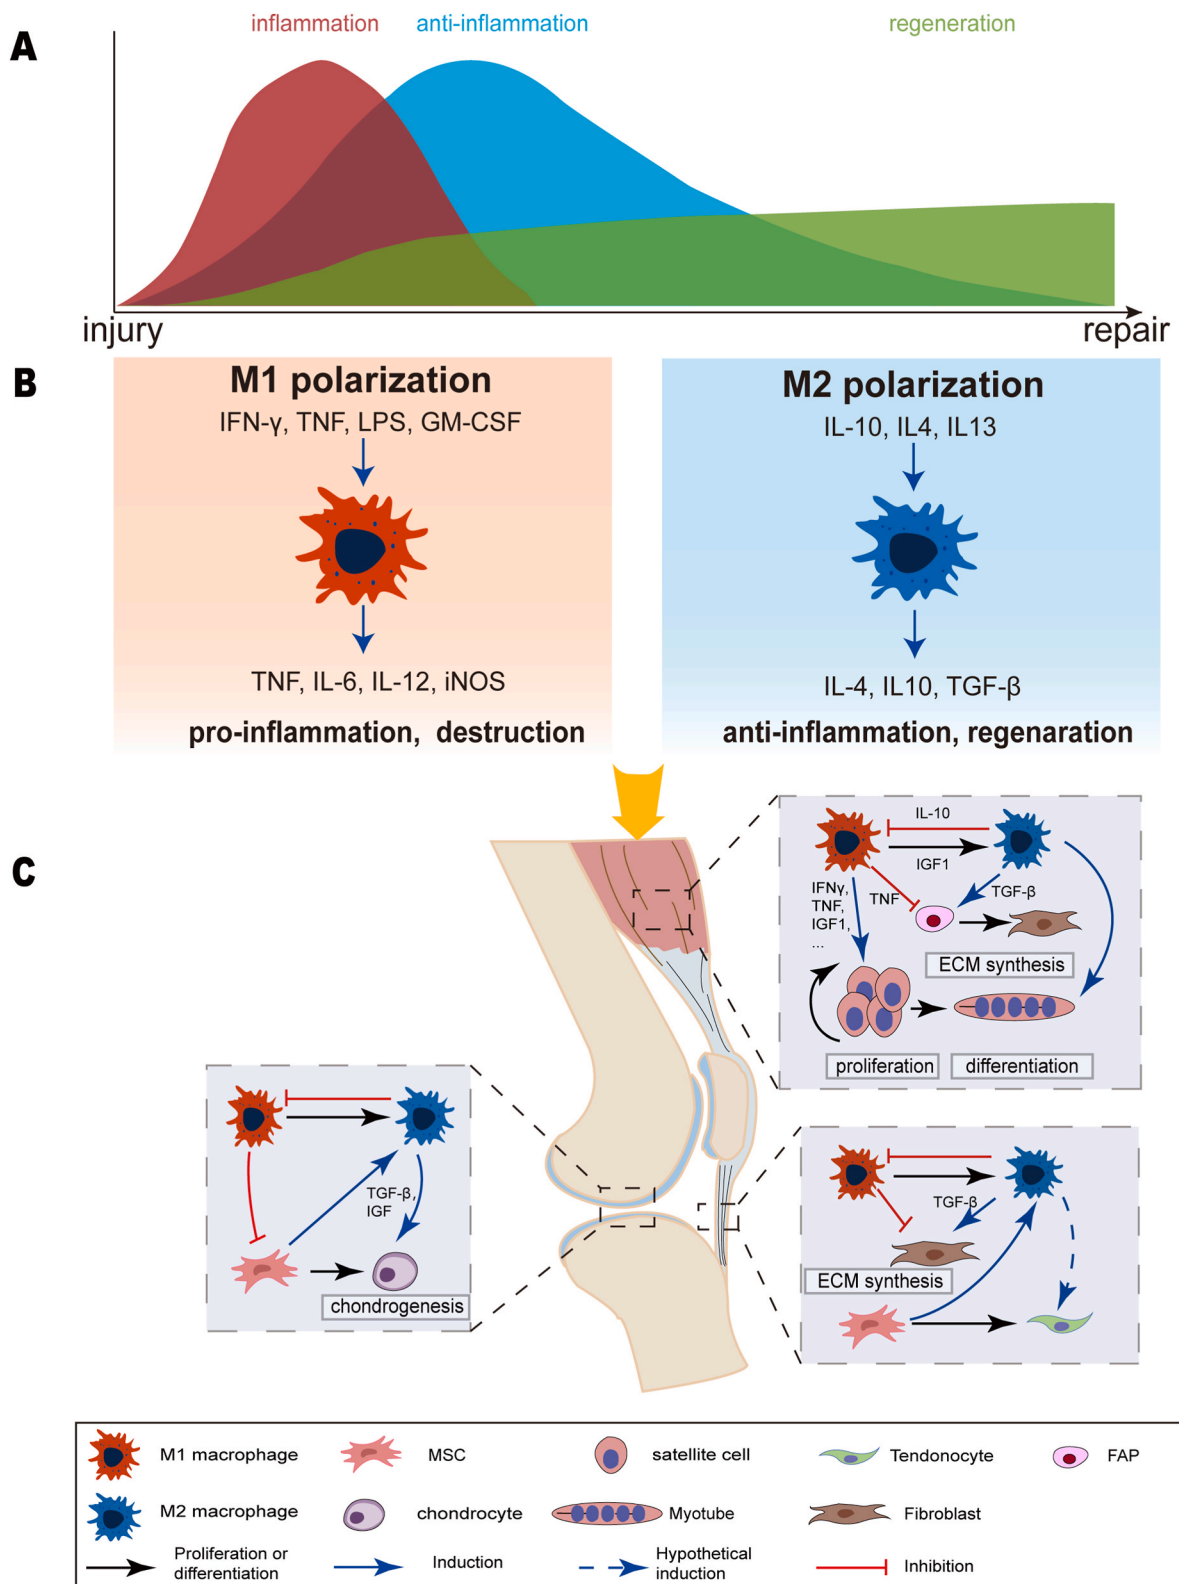 A
inflammation
anti-inflammation
regeneration
injury
repair
B
M1 polarization
IFN-γ, TNF, LPS, GM-CSF
TNF, IL-6, IL-12, iNOS
pro-inflammation, destruction
M2 polarization
IL-10, IL4, IL13
IL-4, IL10, TGF-β
anti-inflammation, regenaration
C
IL-10
IGF1
IFNγ,
TNF,
IGF1,
...
TNF
TGF-β
ECM synthesis
proliferation
differentiation
TGF-β,
IGF
chondrogenesis
TGF-β
ECM synthesis
M1 macrophage
MSC
satellite cell
Tendonocyte
FAP
M2 macrophage
chondrocyte
Myotube
Fibroblast
Proliferation or
differentiation
Induction
Hypothetical
induction
Inhibition